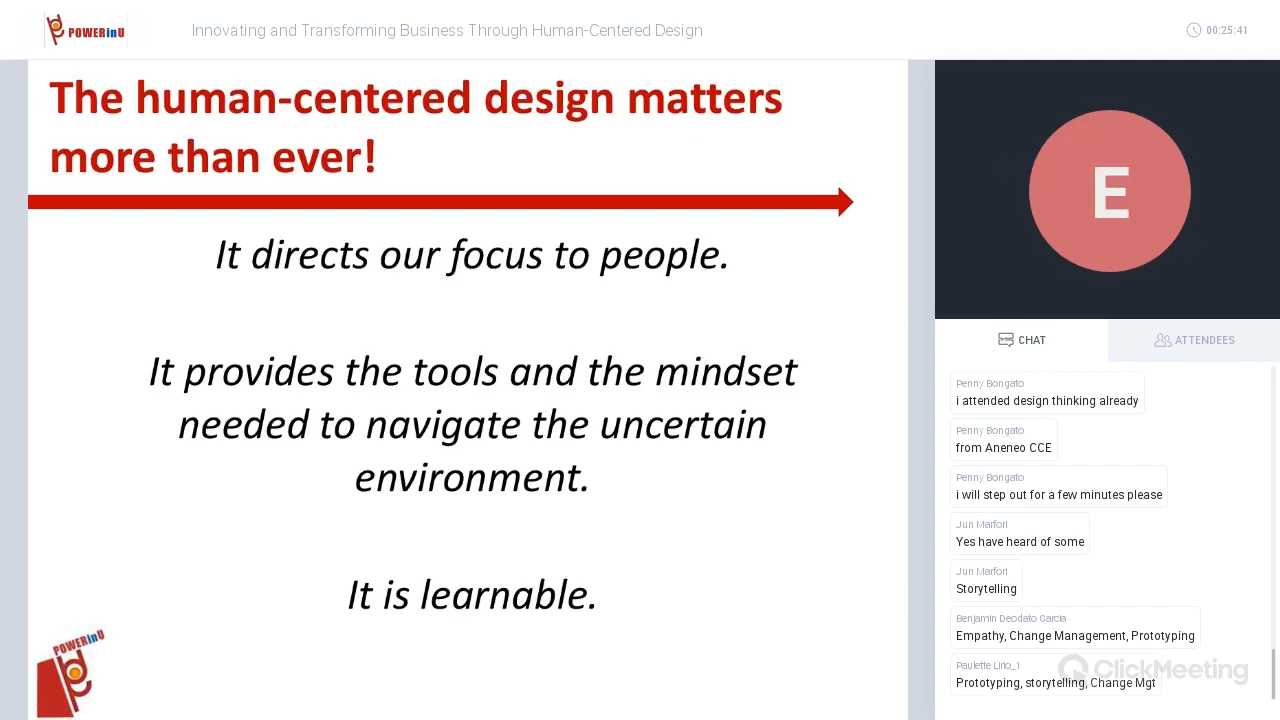 POWERinU
Innovating and Transforming Business Through Human-Centered Design
00:25:41
The human-centered design matters
more than ever!
It directs our focus to people.
It provides the tools and the mindset
needed to navigate the uncertain
environment.
It is learnable.
POWERinU
E
CHAT
ATTENDEES
Penny Bongato
i attended design thinking already
Penny Bongato
from Aneneo CCE
Penny Bongato
i will step out for a few minutes please
Jun Marfori
Yes have heard of some
Jun Marfori
Storytelling
Benjamin Deodato Garcia
Empathy, Change Management, Prototyping
Paulette Lirio_1
Prototyping, storytelling, Change Mgt
ClickMeeting